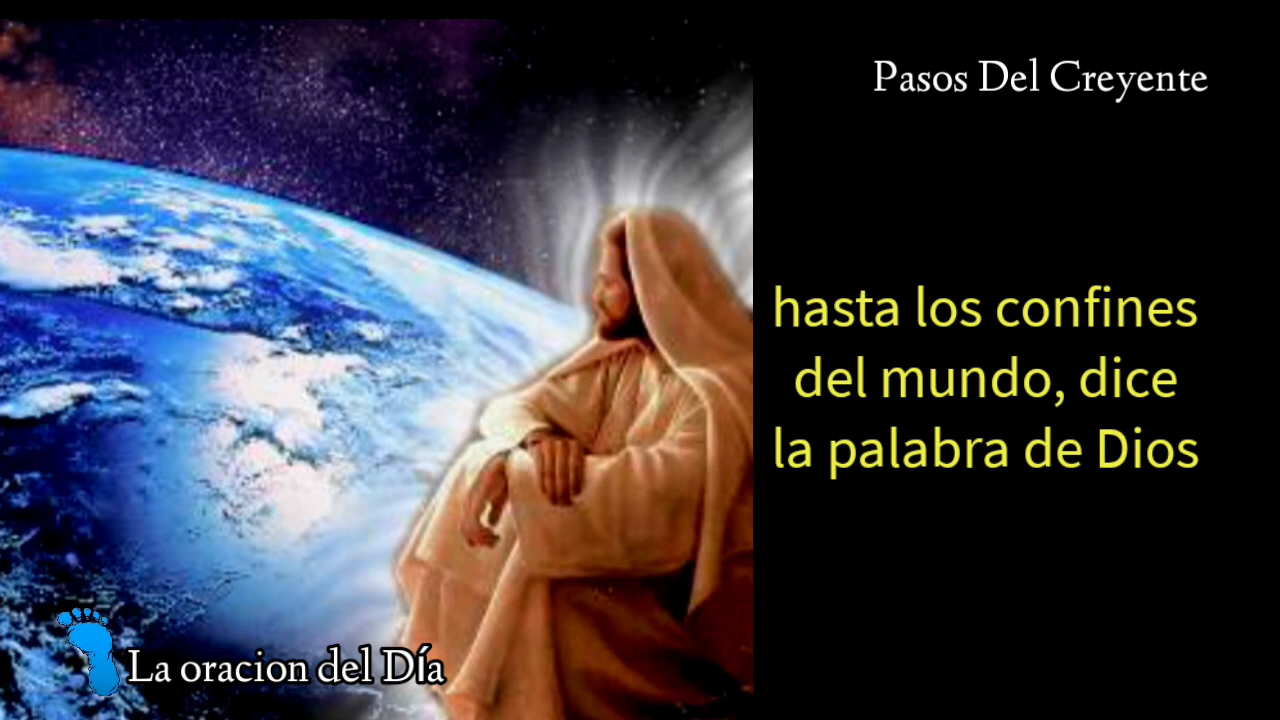 Pasos Del Creyente
hasta los confines
del mundo, dice
la palabra de Dios
La oracion del Día